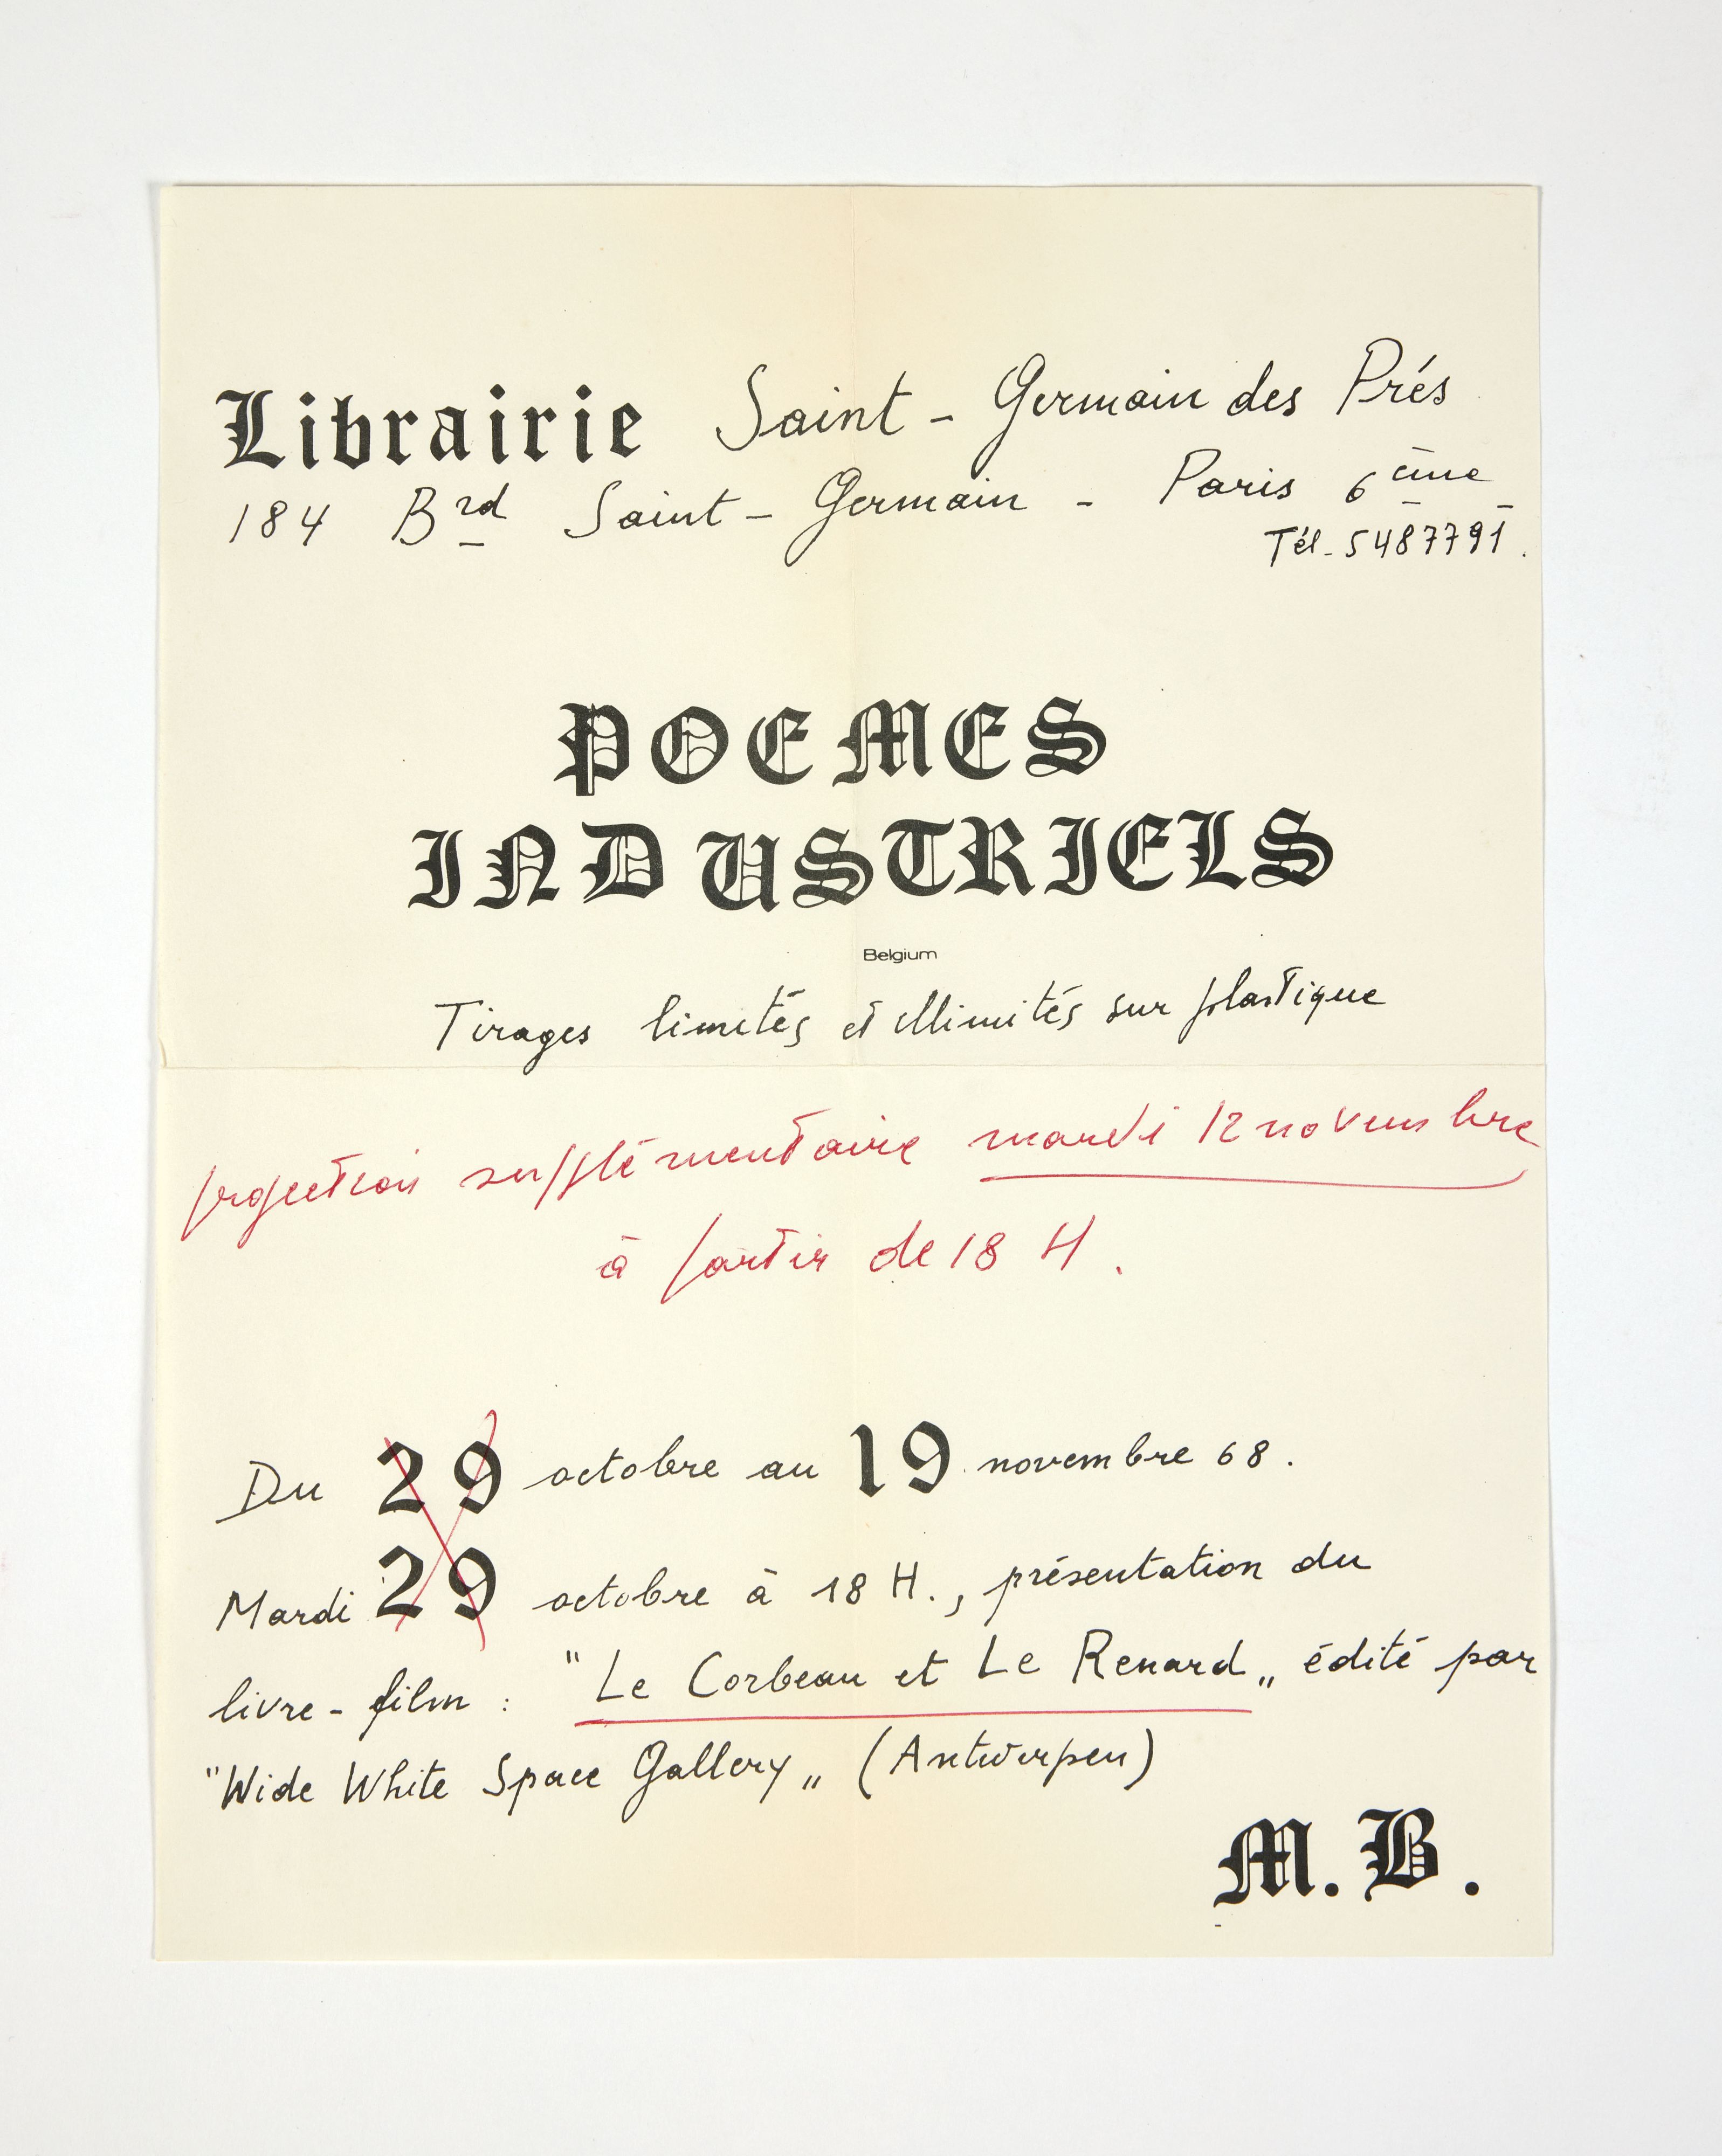 Librairie Saint-Germain des Prés
184 Brd Saint-Germain - Paris 6ème
Tél. 5487791.
POEMES
INDUSTRIELS
Belgium
Tirages limités et illimités sur plastique
projection supplémentaire mardi 12 novembre
à partir de 18 H.
Du 29 octobre au 19 novembre 68.
Mardi 29 octobre à 18 H., présentation du
livre-film : "Le Corbeau et Le Renard„ édité par
"Wide White Space Gallery„ (Antwerpen)
M. B.